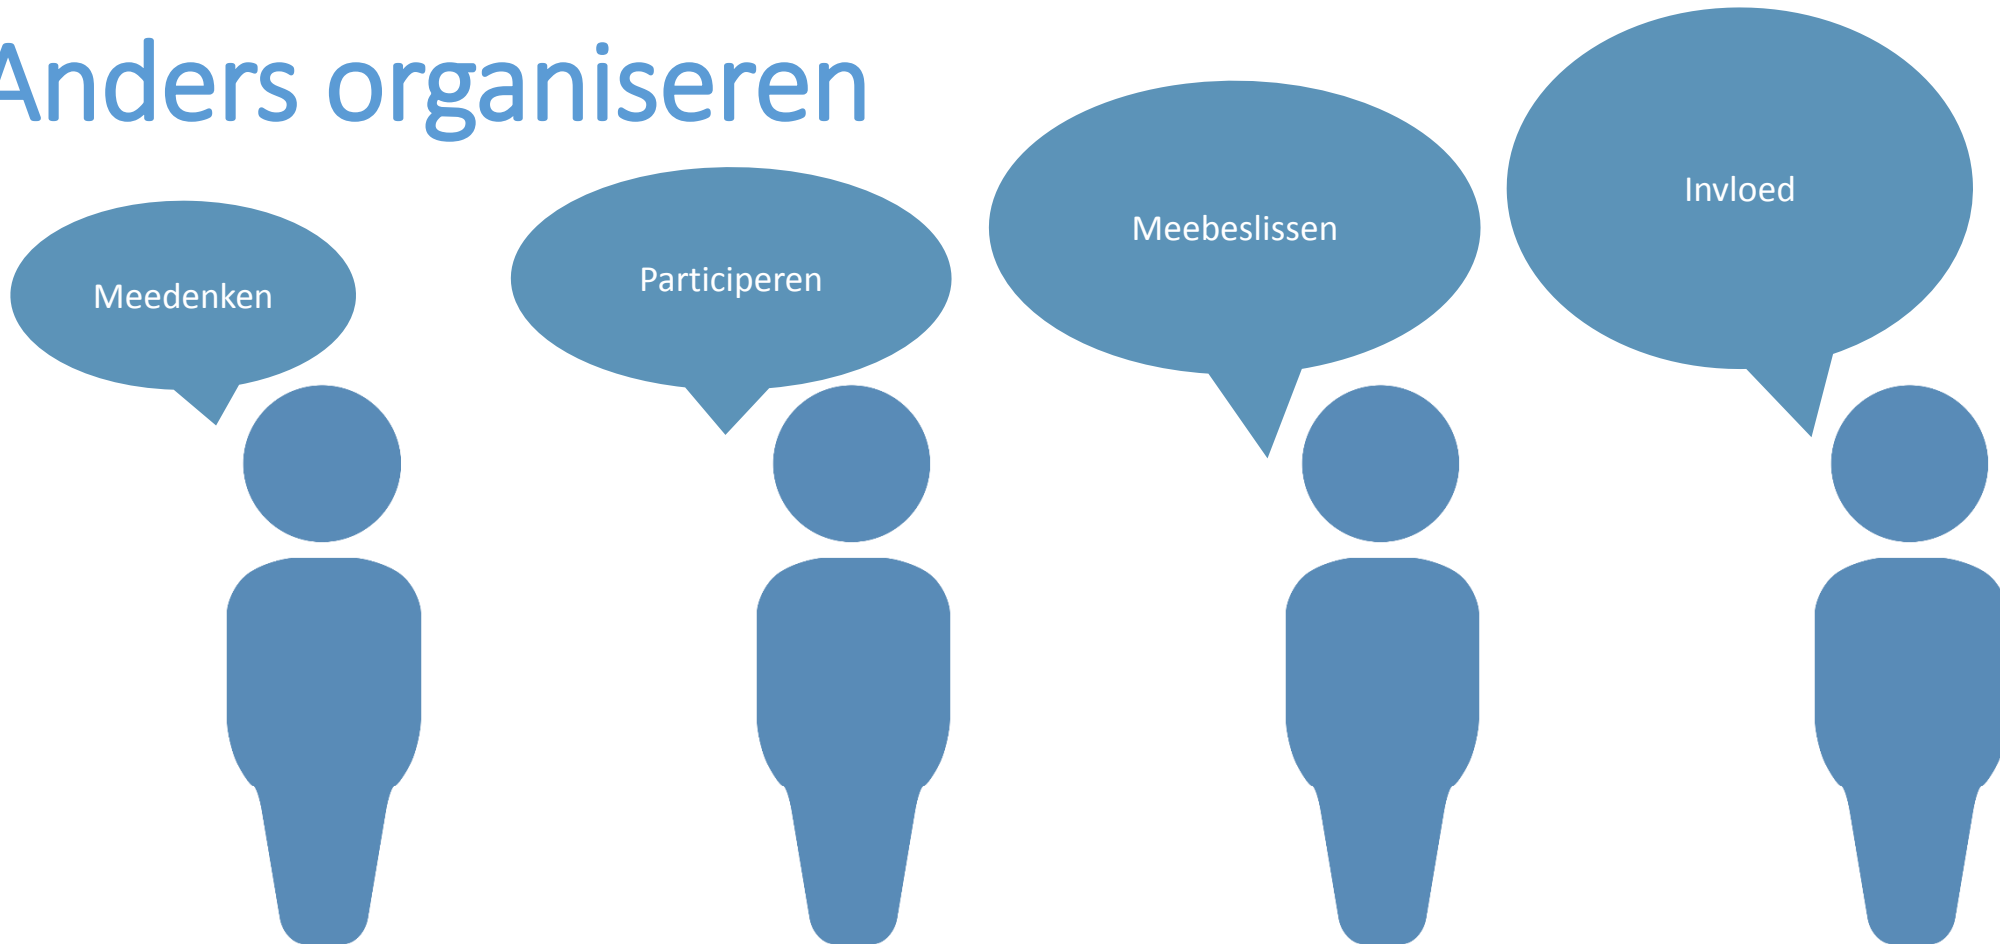 Anders organiseren
Meedenken
Participeren
Meebeslissen
Invloed